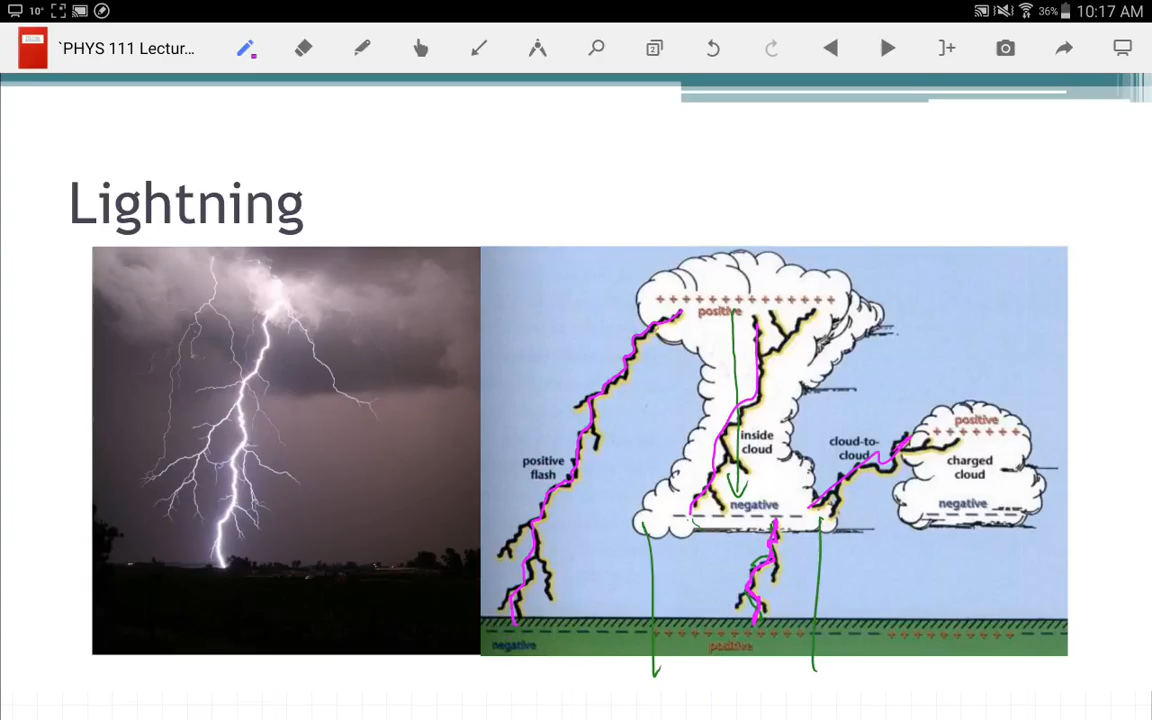 10°
36%
10:17 AM
`PHYS 111 Lectur...
2
Lightning
positive
positive
inside
cloud
cloud-to-
cloud
charged
cloud
positive
flash
negative
negative
negative
positive